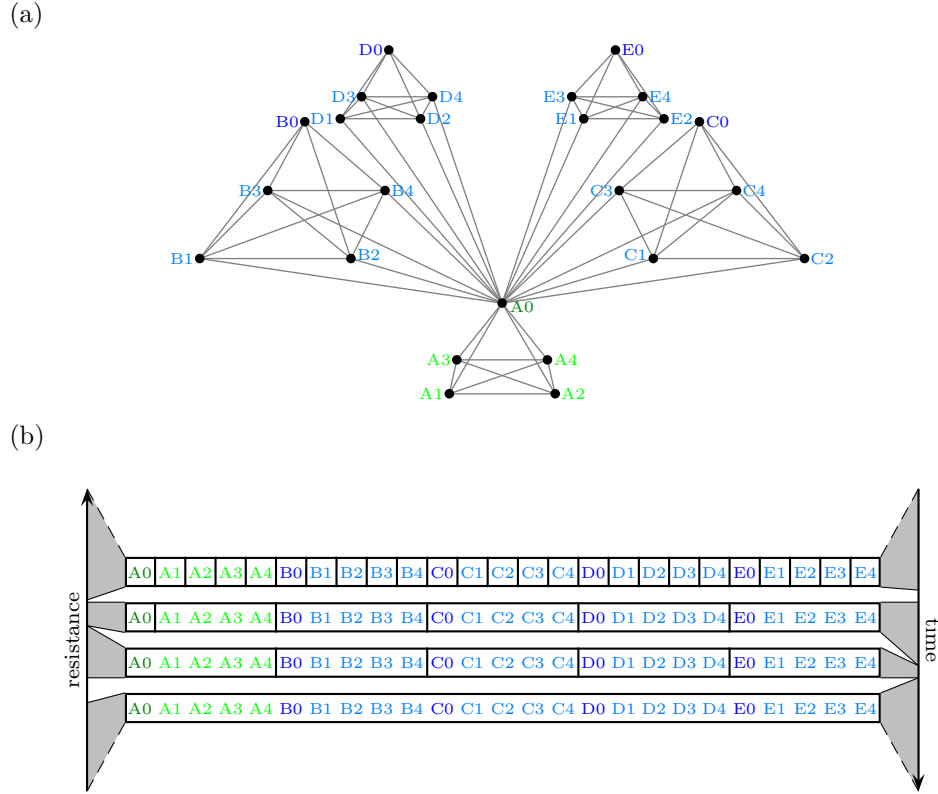 (a)
D0 E0
D3 D4 E3 E4
B0 D1 D2 E1 E2 C0
B3 B4 C3 C4
B1 B2 C1 C2
A0
A3 A4
A1 A2
(b)
A0 A1 A2 A3 A4 B0 B1 B2 B3 B4 C0 C1 C2 C3 C4 D0 D1 D2 D3 D4 E0 E1 E2 E3 E4
A0 A1 A2 A3 A4 B0 B1 B2 B3 B4 C0 C1 C2 C3 C4 D0 D1 D2 D3 D4 E0 E1 E2 E3 E4
A0 A1 A2 A3 A4 B0 B1 B2 B3 B4 C0 C1 C2 C3 C4 D0 D1 D2 D3 D4 E0 E1 E2 E3 E4
A0 A1 A2 A3 A4 B0 B1 B2 B3 B4 C0 C1 C2 C3 C4 D0 D1 D2 D3 D4 E0 E1 E2 E3 E4
resistance
time